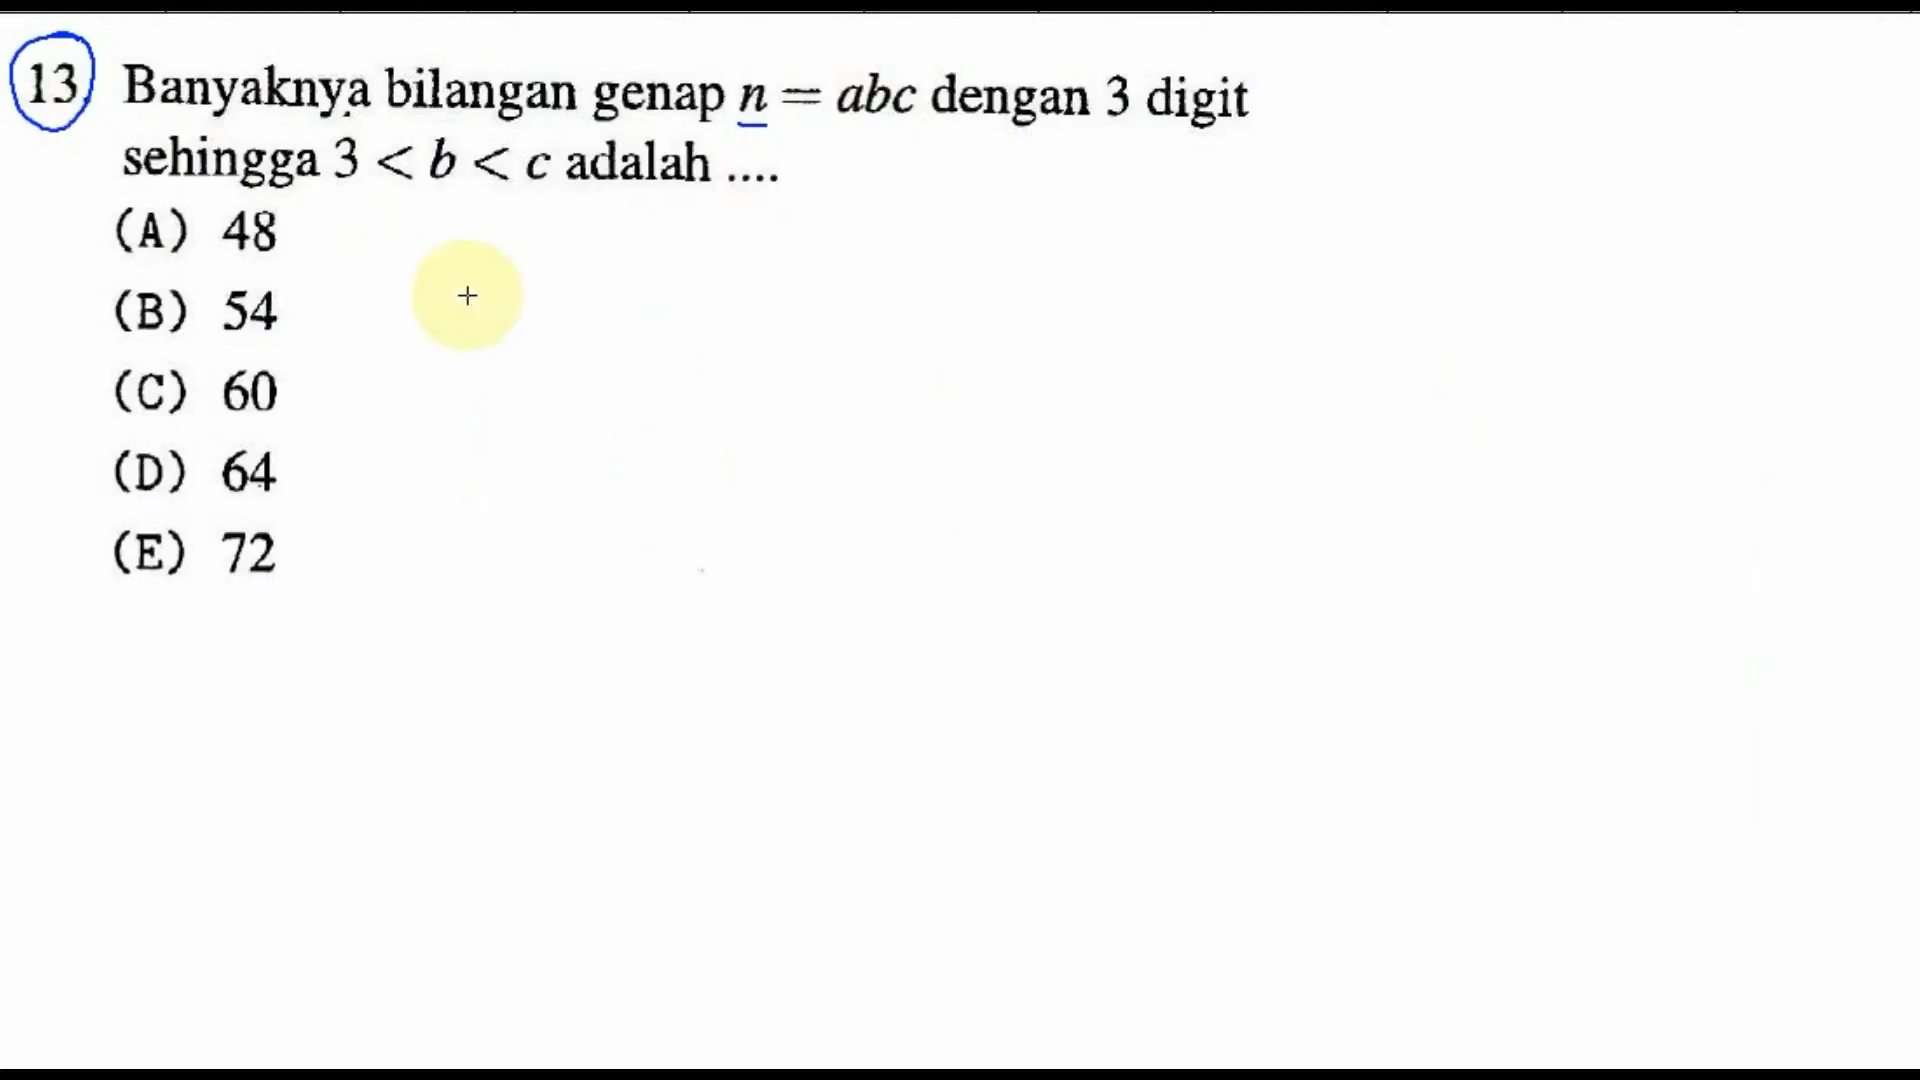 13 Banyaknya bilangan genap n = abc dengan 3 digit
sehingga 3 < b < c adalah ....
(A) 48
(B) 54
(C) 60
(D) 64
(E) 72